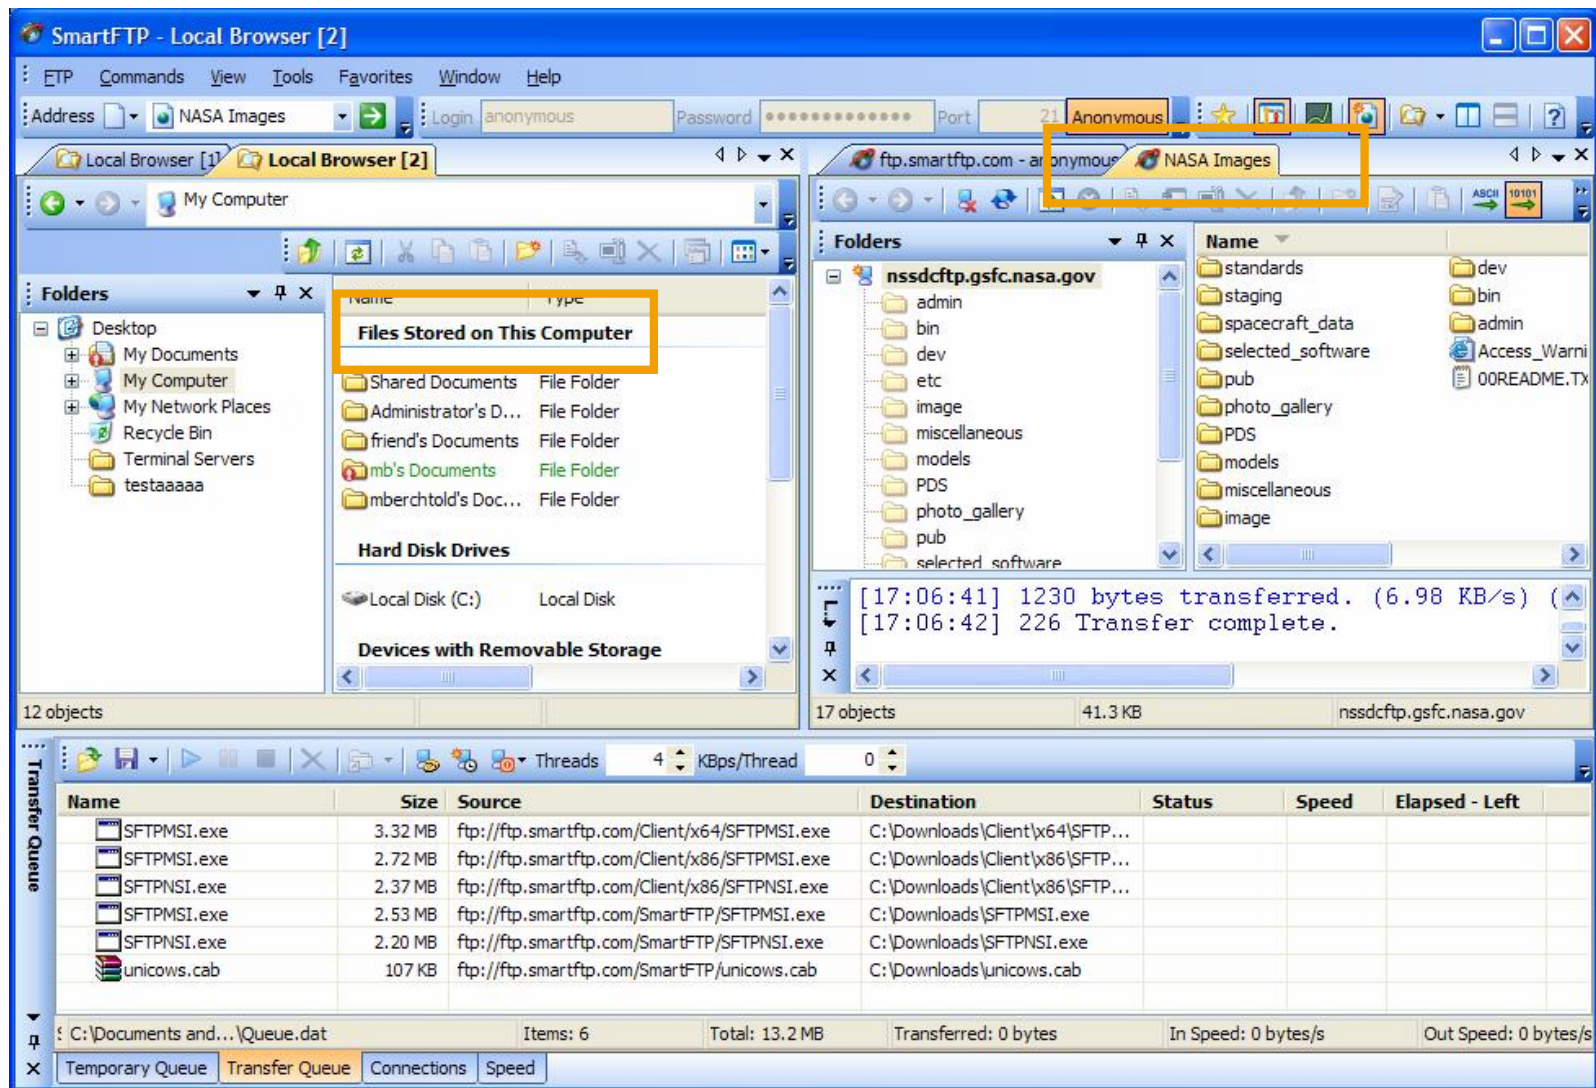 SmartFTP - Local Browser [2]
FTP Commands View Tools Favorites Window Help
Address NASA Images Login anonymous Password Port 21 Anonymous
Local Browser [1] Local Browser [2]
My Computer
Folders
Desktop
My Documents
My Computer
My Network Places
Recycle Bin
Terminal Servers
testaaaaa
Name Type
Files Stored on This Computer
Shared Documents File Folder
Administrator's D... File Folder
friend's Documents File Folder
mb's Documents File Folder
mberchtold's Doc... File Folder
Hard Disk Drives
Local Disk (C:) Local Disk
Devices with Removable Storage
12 objects
ftp.smartftp.com - anonymous NASA Images
ASCII 10101
Folders
nssdcftp.gsfc.nasa.gov
admin
bin
dev
etc
image
miscellaneous
models
PDS
photo_gallery
pub
selected_software
Name
standards dev
staging bin
spacecraft_data admin
selected_software Access_Warni
pub 00README.TX
photo_gallery
PDS
models
miscellaneous
image
[17:06:41] 1230 bytes transferred. (6.98 KB/s) (
[17:06:42] 226 Transfer complete.
17 objects 41.3 KB nssdcftp.gsfc.nasa.gov
Transfer Queue
Threads 4 KBps/Thread 0
Name Size Source Destination Status Speed Elapsed - Left
SFTPMSI.exe 3.32 MB ftp://ftp.smartftp.com/Client/x64/SFTPMSI.exe C:\Downloads\Client\x64\SFTP...
SFTPMSI.exe 2.72 MB ftp://ftp.smartftp.com/Client/x86/SFTPMSI.exe C:\Downloads\Client\x86\SFTP...
SFTPNSI.exe 2.37 MB ftp://ftp.smartftp.com/Client/x86/SFTPNSI.exe C:\Downloads\Client\x86\SFTP...
SFTPMSI.exe 2.53 MB ftp://ftp.smartftp.com/SmartFTP/SFTPMSI.exe C:\Downloads\SFTPMSI.exe
SFTPNSI.exe 2.20 MB ftp://ftp.smartftp.com/SmartFTP/SFTPNSI.exe C:\Downloads\SFTPNSI.exe
unicows.cab 107 KB ftp://ftp.smartftp.com/SmartFTP/unicows.cab C:\Downloads\unicows.cab
C:\Documents and...\Queue.dat Items: 6 Total: 13.2 MB Transferred: 0 bytes In Speed: 0 bytes/s Out Speed: 0 bytes/s
Temporary Queue Transfer Queue Connections Speed